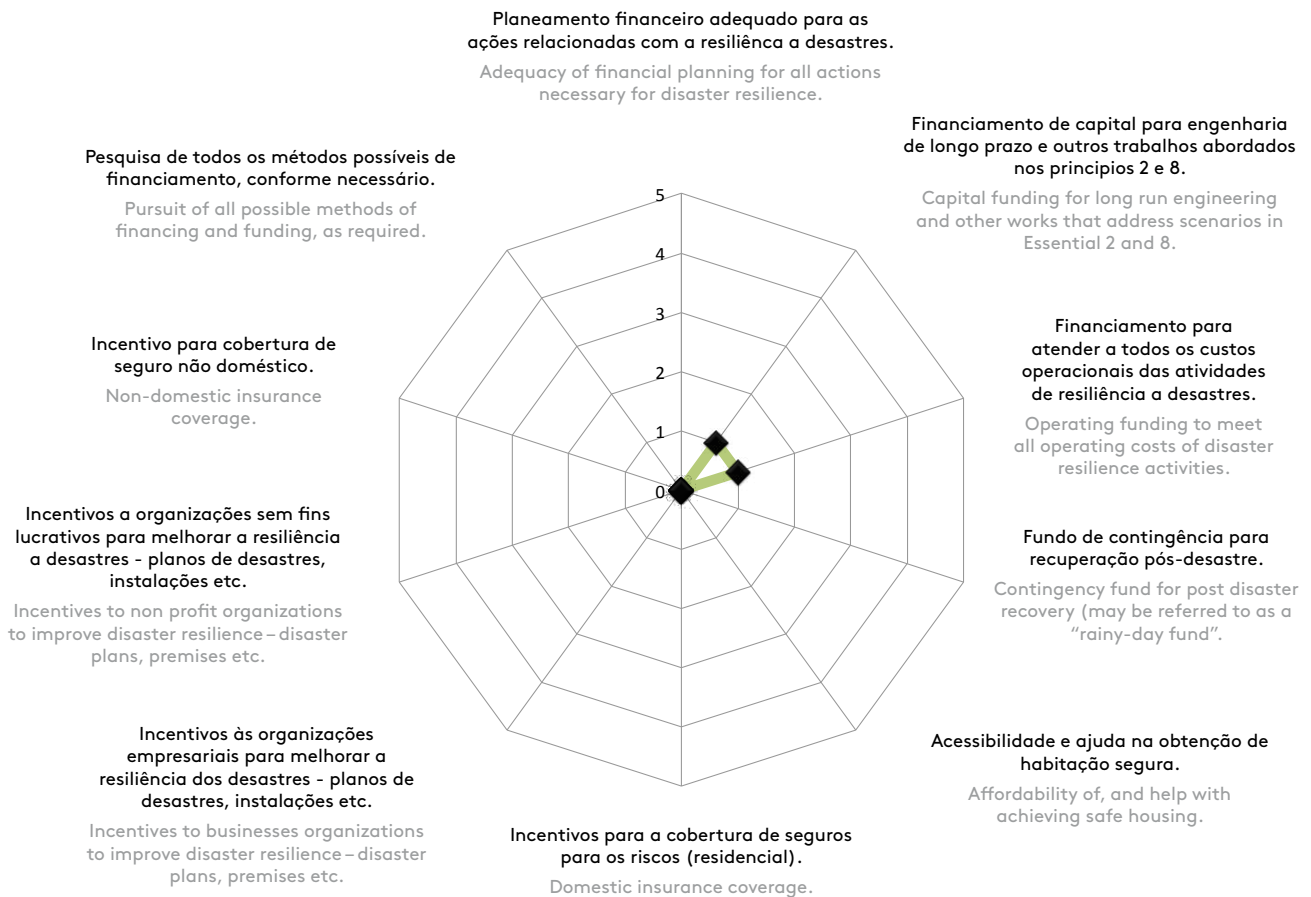 Planeamento financeiro adequado para as
ações relacionadas com a resiliênca a desastres.
Adequacy of financial planning for all actions
necessary for disaster resilience.
Financiamento de capital para engenharia
de longo prazo e outros trabalhos abordados
nos principios 2 e 8.
Capital funding for long run engineering
and other works that address scenarios in
Essential 2 and 8.
Financiamento para
atender a todos os custos
operacionais das atividades
de resiliência a desastres.
Operating funding to meet
all operating costs of disaster
resilience activities.
Fundo de contingência para
recuperação pós-desastre.
Contingency fund for post disaster
recovery (may be referred to as a
“rainy-day fund”.
Acessibilidade e ajuda na obtenção de
habitação segura.
Affordability of, and help with
achieving safe housing.
Incentivos para a cobertura de seguros
para os riscos (residencial).
Domestic insurance coverage.
Incentivos às organizações
empresariais para melhorar a
resiliência dos desastres - planos de
desastres, instalações etc.
Incentives to businesses organizations
to improve disaster resilience – disaster
plans, premises etc.
Incentivos a organizações sem fins
lucrativos para melhorar a resiliência
a desastres - planos de desastres,
instalações etc.
Incentives to non profit organizations
to improve disaster resilience – disaster
plans, premises etc.
Incentivo para cobertura de
seguro não doméstico.
Non-domestic insurance
coverage.
Pesquisa de todos os métodos possíveis de
financiamento, conforme necessário.
Pursuit of all possible methods of
financing and funding, as required.
5
4
3
2
1
0